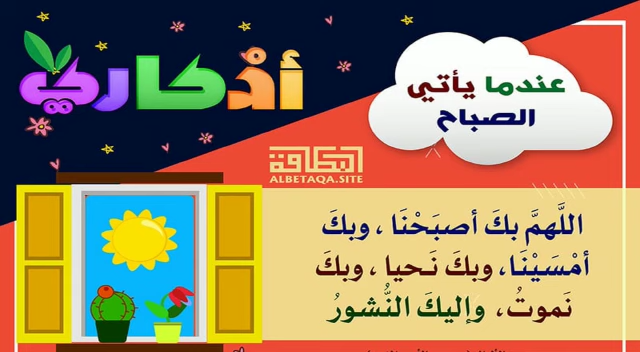 أذكاري
عندما يأتي
الصباح
البطاقة
ALBETAQA.SITE
اللَّهمَّ بكَ أصبَحْنَا ، وبكَ
أمْسَيْنَا، وبكَ نَحيا ، وبكَ
نَموتُ، وإليكَ النُّشورُ